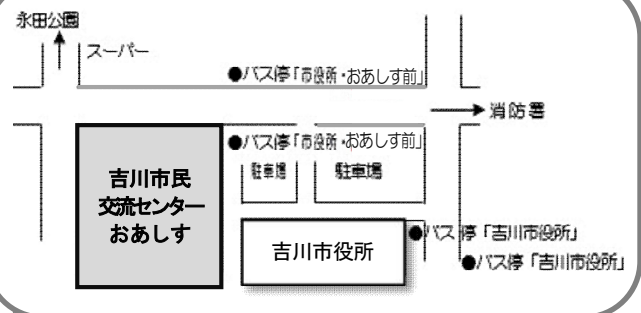 永田公園
スーパー
●バス停「市役所・おあしす前」
消防署
●バス停「市役所・おあしす前」
駐車場
駐車場
吉川市民
交流センター
おあしす
吉川市役所
●バス停「吉川市役所」
●バス停「吉川市役所」